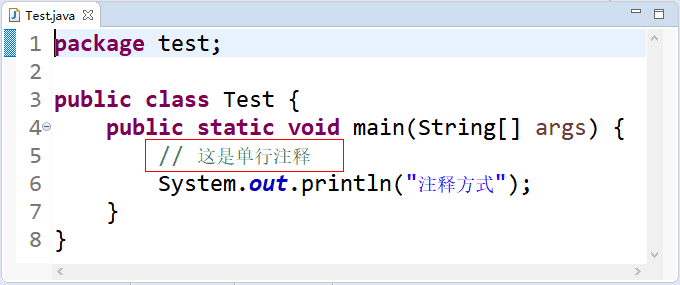 Test.java
1 package test;
2
3 public class Test {
4 public static void main(String[] args) {
5 // 这是单行注释
6 System.out.println("注释方式");
7 }
8 }